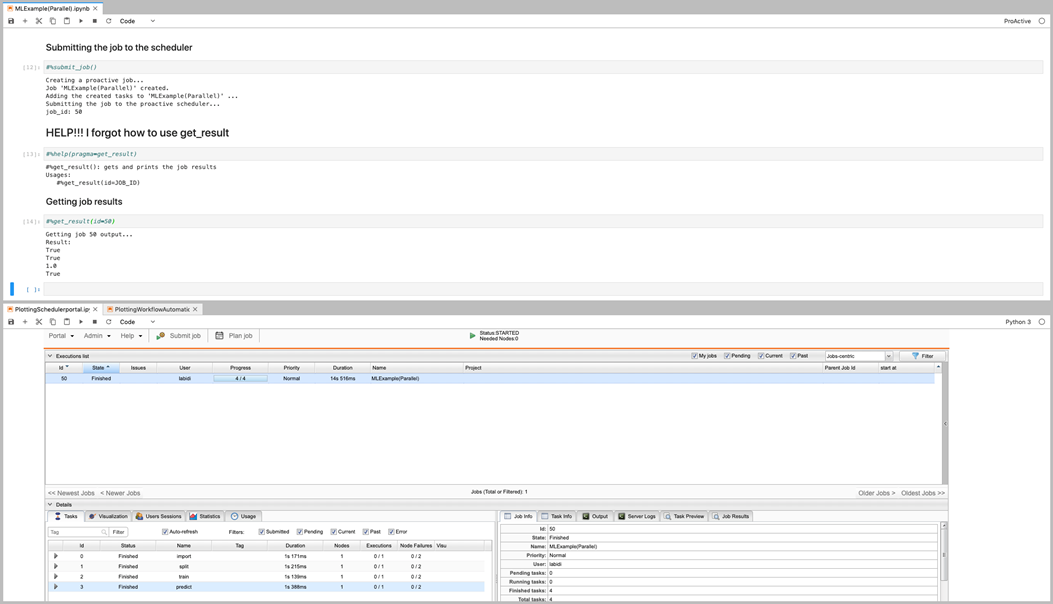 MLExample(Parallel).ipynb
Code
ProActive
Submitting the job to the scheduler
[12]: #%submit_job()
Creating a proactive job...
Job 'MLExample(Parallel)' created.
Adding the created tasks to 'MLExample(Parallel)' ...
Submitting the job to the proactive scheduler...
job_id: 50
HELP!!! I forgot how to use get_result
[13]: #%help(pragma=get_result)
#%get_result(): gets and prints the job results
Usages:
#%get_result(id=JOB_ID)
Getting job results
[14]: #%get_result(id=50)
Getting job 50 output...
Result:
True
True
1.0
True
[ ]:
PlottingSchedulerportal.ip PlottingWorkflowAutomatic
Code
Python 3
Portal Admin Help Submit job Plan job
Status:STARTED
Needed Nodes:0
Executions list My jobs Pending Current Past Jobs-centric Filter
Id State Issues User Progress Priority Duration Name Project Parent Job Id start at
50 Finished labidi 4 / 4 Normal 14s 516ms MLExample(Parallel)
<< Newest Jobs < Newer Jobs Jobs (Total or Filtered): 1 Older Jobs > Oldest Jobs >>
Details
Tasks Visualization Users Sessions Statistics Usage
Tag Filter Auto-refresh Filters: Submitted Pending Current Past Error
Id Status Name Tag Duration Nodes Executions Node Failures Visu
0 Finished import 1s 171ms 1 0 / 1 0 / 2
1 Finished split 1s 215ms 1 0 / 1 0 / 2
2 Finished train 1s 139ms 1 0 / 1 0 / 2
3 Finished predict 1s 388ms 1 0 / 1 0 / 2
Job Info Task Info Output Server Logs Task Preview Job Results
Id: 50
State: Finished
Name: MLExample(Parallel)
Priority: Normal
User: labidi
Pending tasks: 0
Running tasks: 0
Finished tasks: 4
Total tasks: 4